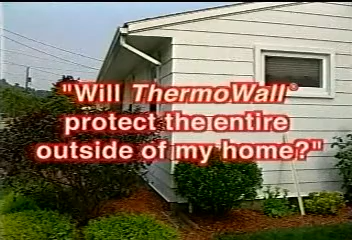 "Will ThermoWall®
protect the entire
outside of my home?"